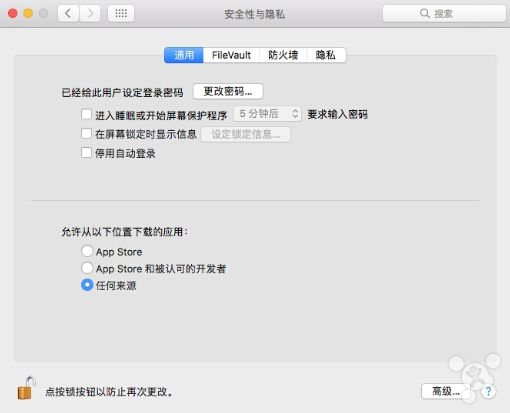 安全性与隐私
搜索
通用 FileVault 防火墙 隐私
已经给此用户设定登录密码 更改密码...
进入睡眠或开始屏幕保护程序 5 分钟后 要求输入密码
在屏幕锁定时显示信息 设定锁定信息...
停用自动登录
允许从以下位置下载的应用：
App Store
App Store 和被认可的开发者
任何来源
点按锁按钮以防止再次更改。 高级... ?